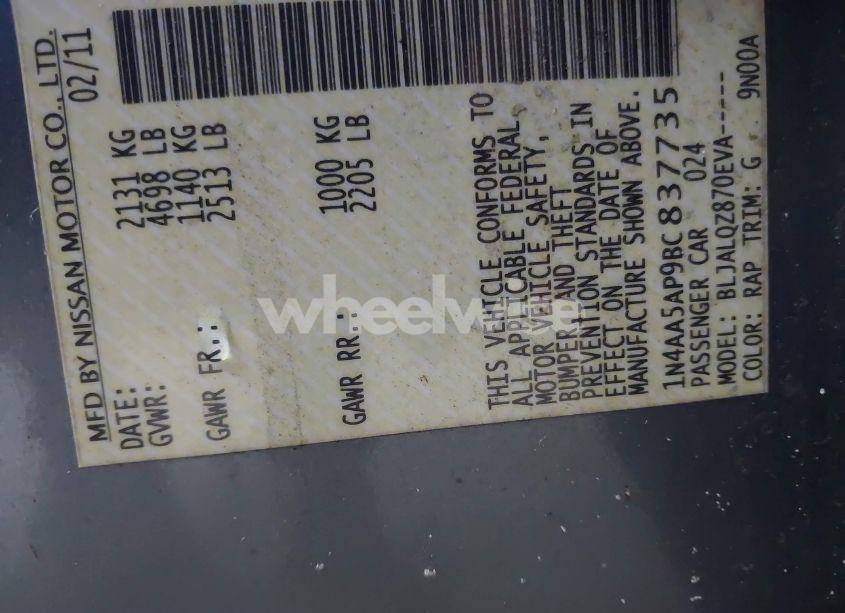 MFD BY NISSAN MOTOR CO., LTD.
DATE: 02/11
GVWR: 2131 KG
4698 LB
GAWR FR.: 1140 KG
2513 LB
GAWR RR.: 1000 KG
2205 LB
THIS VEHICLE CONFORMS TO
ALL APPLICABLE FEDERAL
MOTOR VEHICLE SAFETY,
BUMPER AND THEFT
PREVENTION STANDARDS IN
EFFECT ON THE DATE OF
MANUFACTURE SHOWN ABOVE.
1N4AA5AP9BC837735
PASSENGER CAR 024
MODEL: BLJALQZ870EVA-----
COLOR: RAP TRIM: G 9N00A